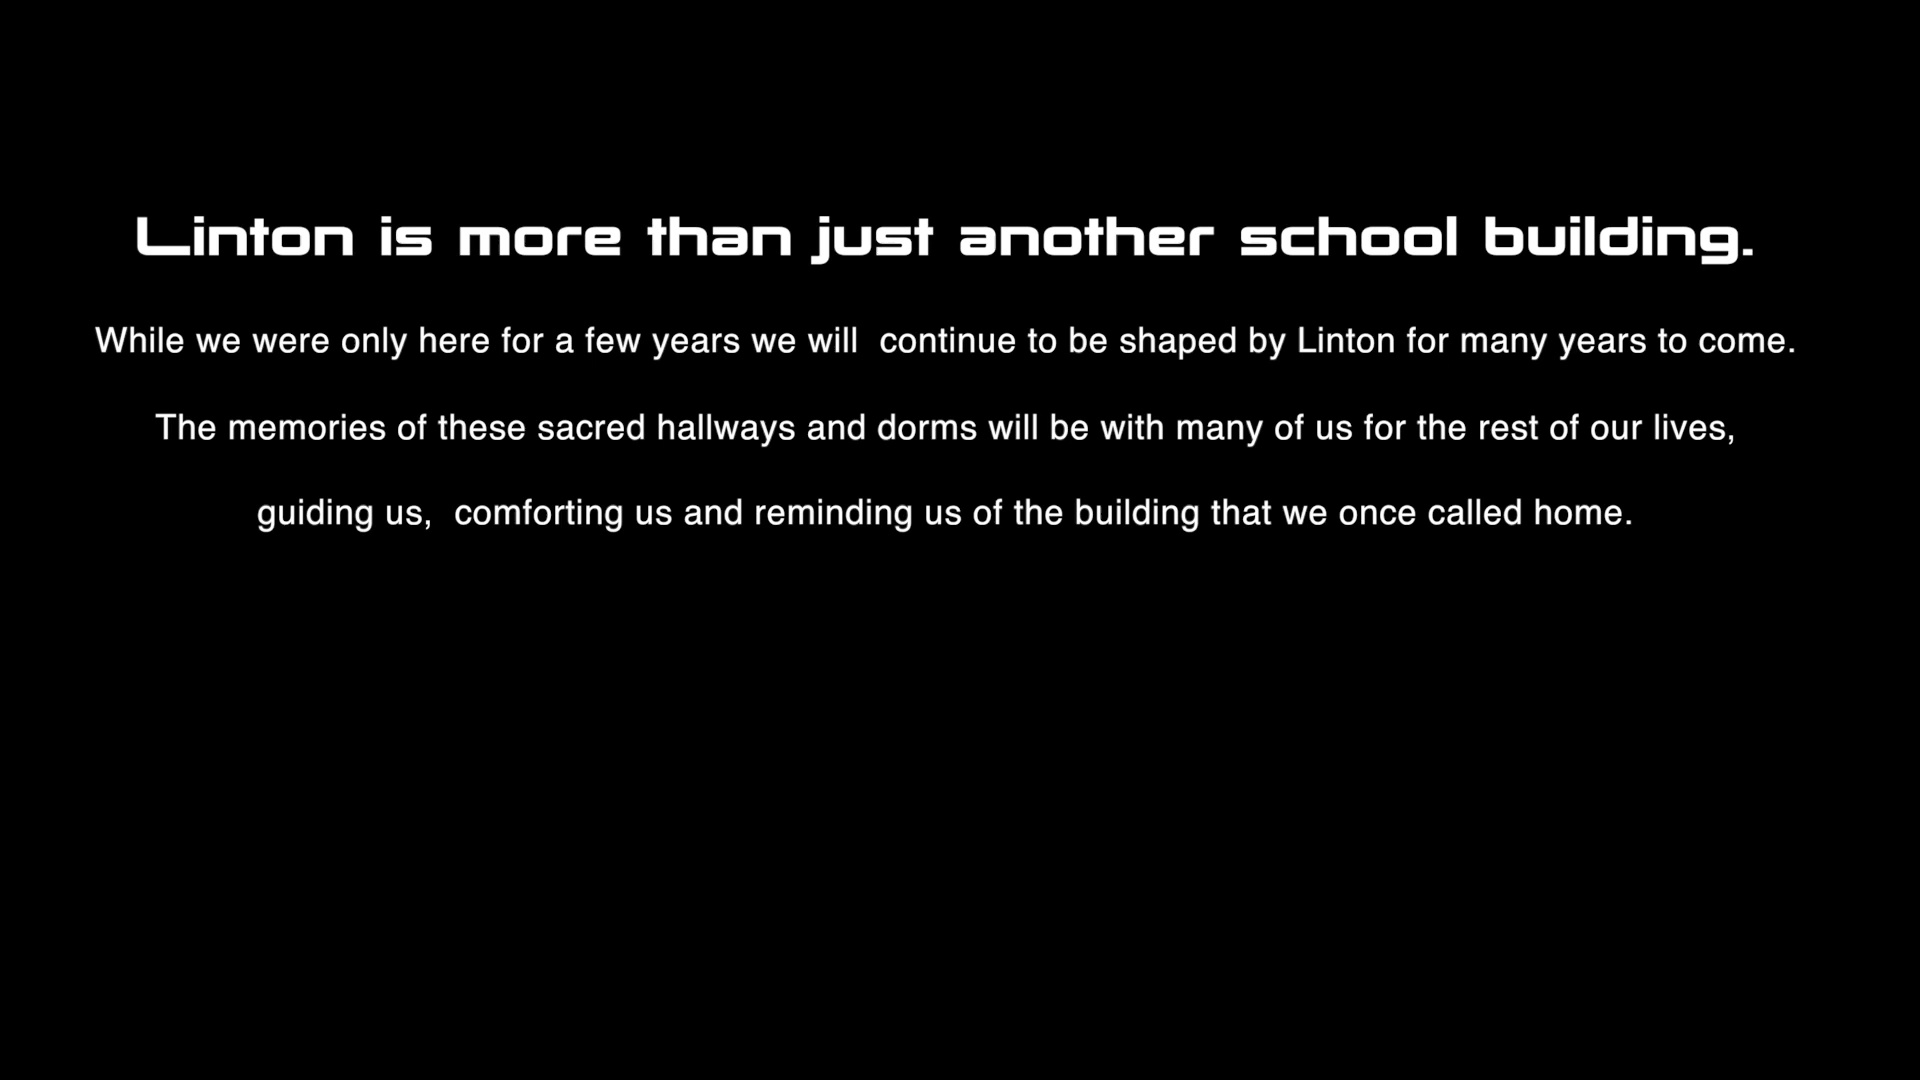 Linton is more than just another school building.
While we were only here for a few years we will  continue to be shaped by Linton for many years to come.
The memories of these sacred hallways and dorms will be with many of us for the rest of our lives,
guiding us,  comforting us and reminding us of the building that we once called home.